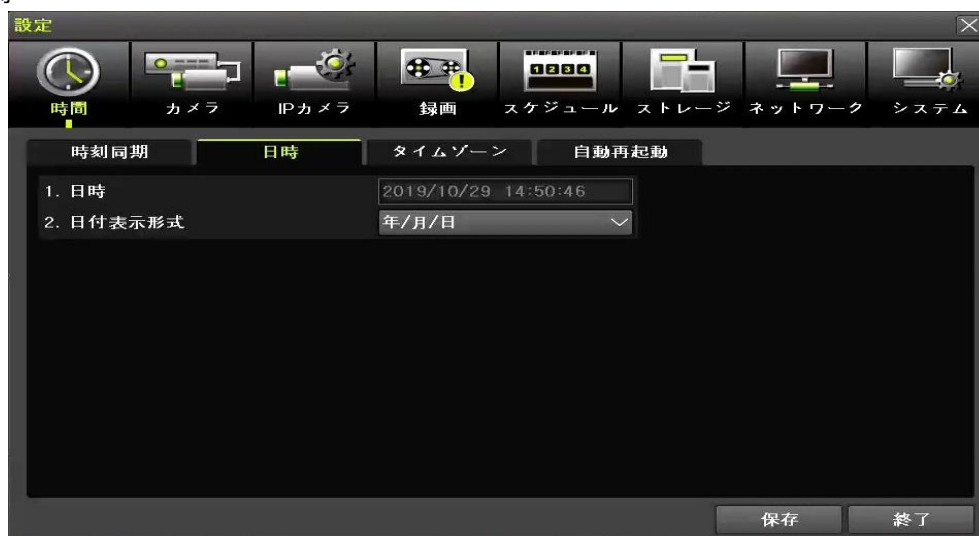 設定
時間 カメラ IPカメラ 録画 スケジュール ストレージ ネットワーク システム
時刻同期 日時 タイムゾーン 自動再起動
1. 日時 2019/10/29 14:50:46
2. 日付表示形式 年/月/日
保存 終了